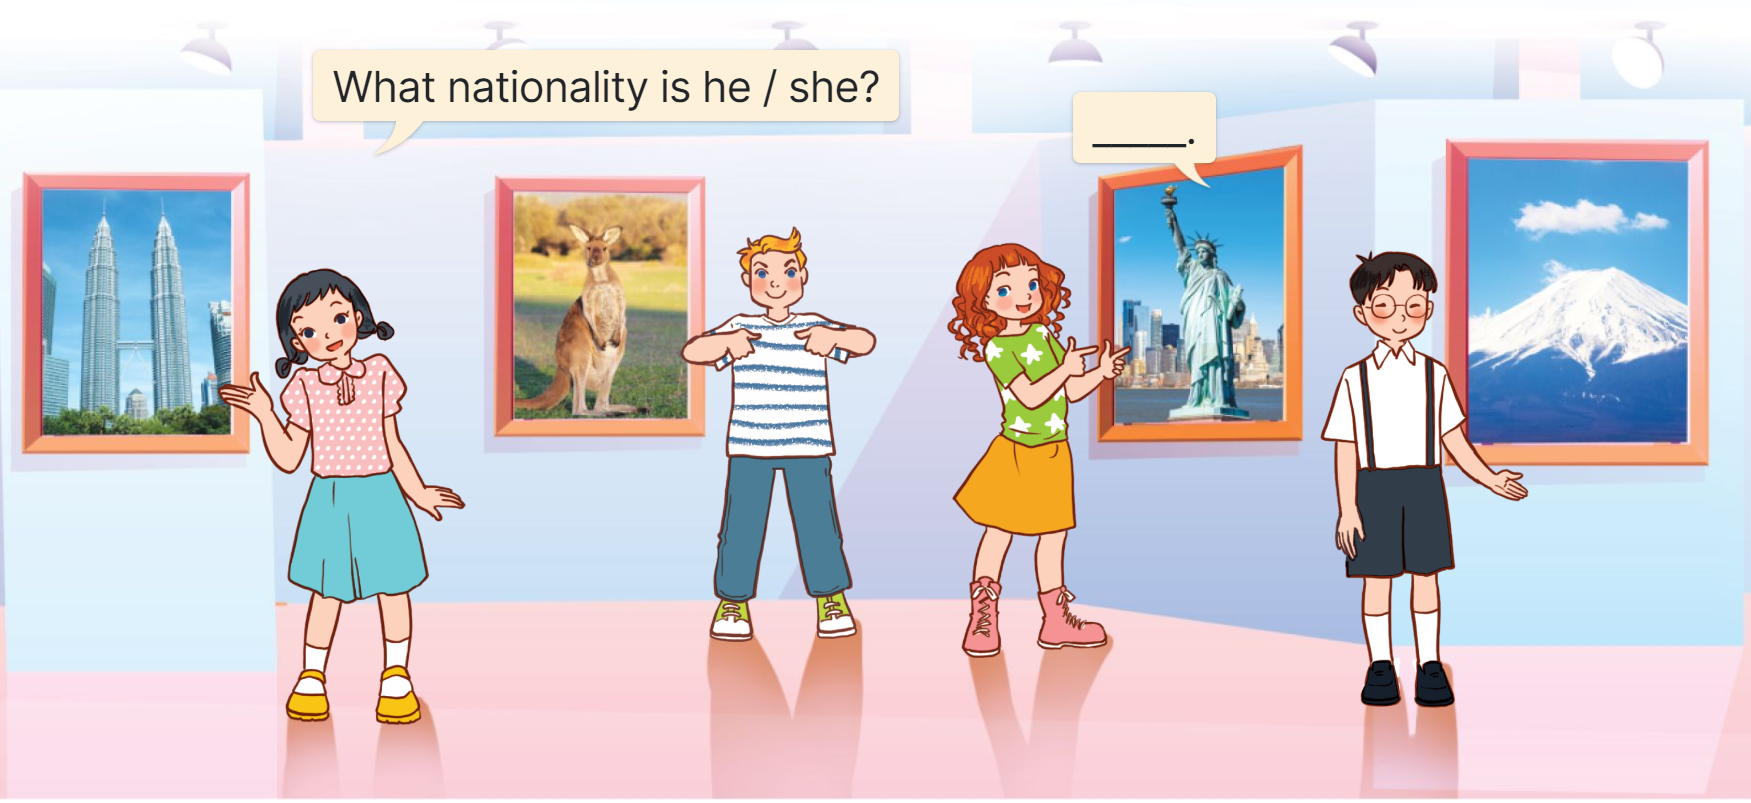 What nationality is he / she?
_____.